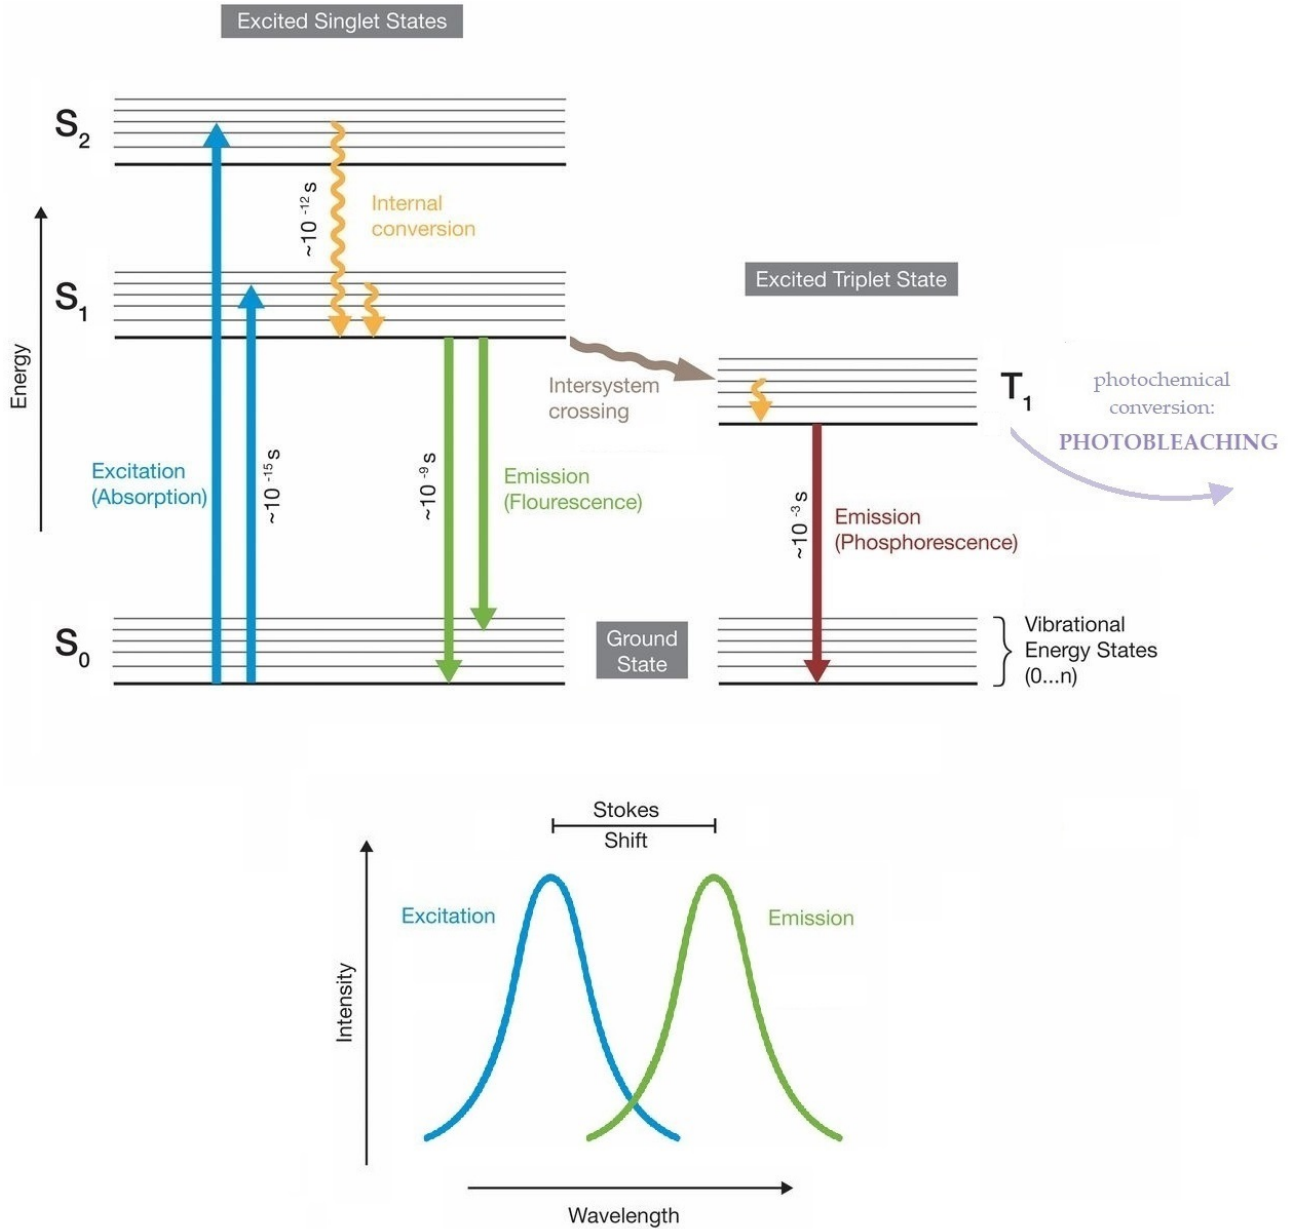 Excited Singlet States
S2
~10 -12 s
Internal
conversion
Energy
S1
Excited Triplet State
Intersystem
crossing
T1
photochemical
conversion:
PHOTOBLEACHING
Excitation
(Absorption)
~10 -15 s
~10 -9 s
Emission
(Flourescence)
~10 -3 s
Emission
(Phosphorescence)
S0
Ground
State
Vibrational
Energy States
(0...n)
Stokes
Shift
Excitation
Emission
Intensity
Wavelength